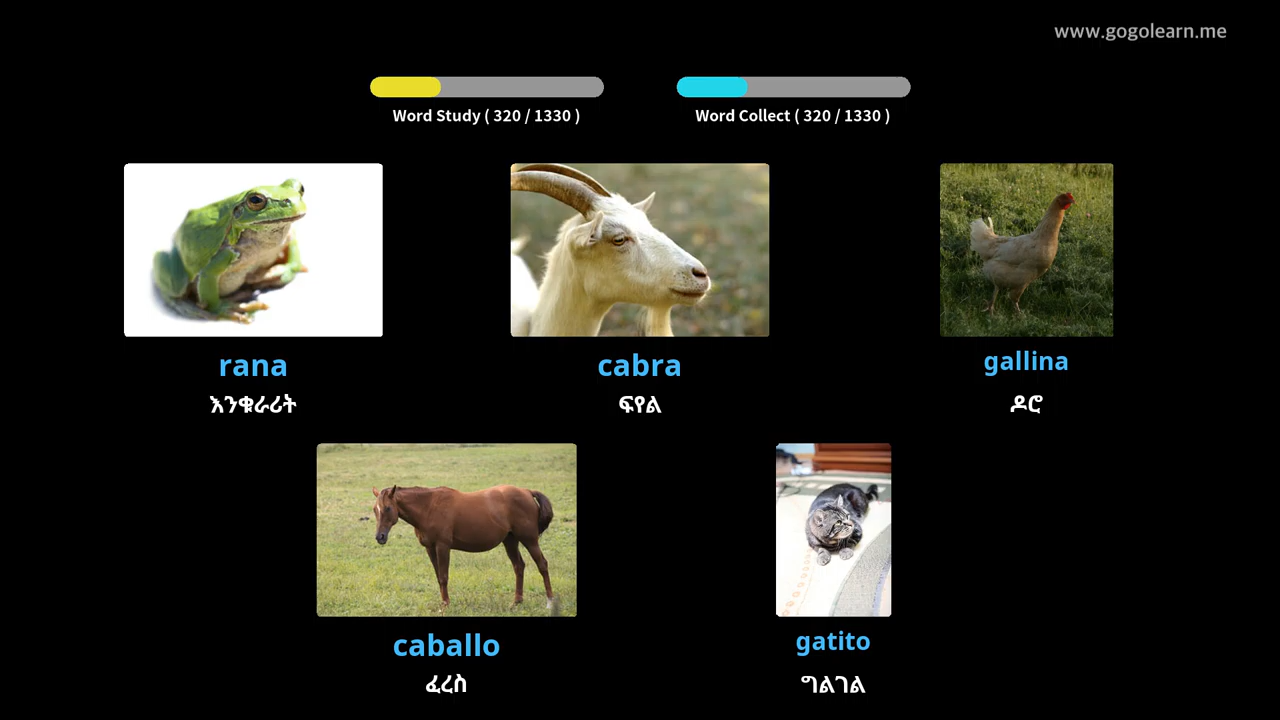 www.gogolearn.me
Word Study ( 320 / 1330 )
Word Collect ( 320 / 1330 )
rana
እንቁራሪት
cabra
ፍየል
gallina
ዶሮ
caballo
ፈረስ
gatito
ግልገል